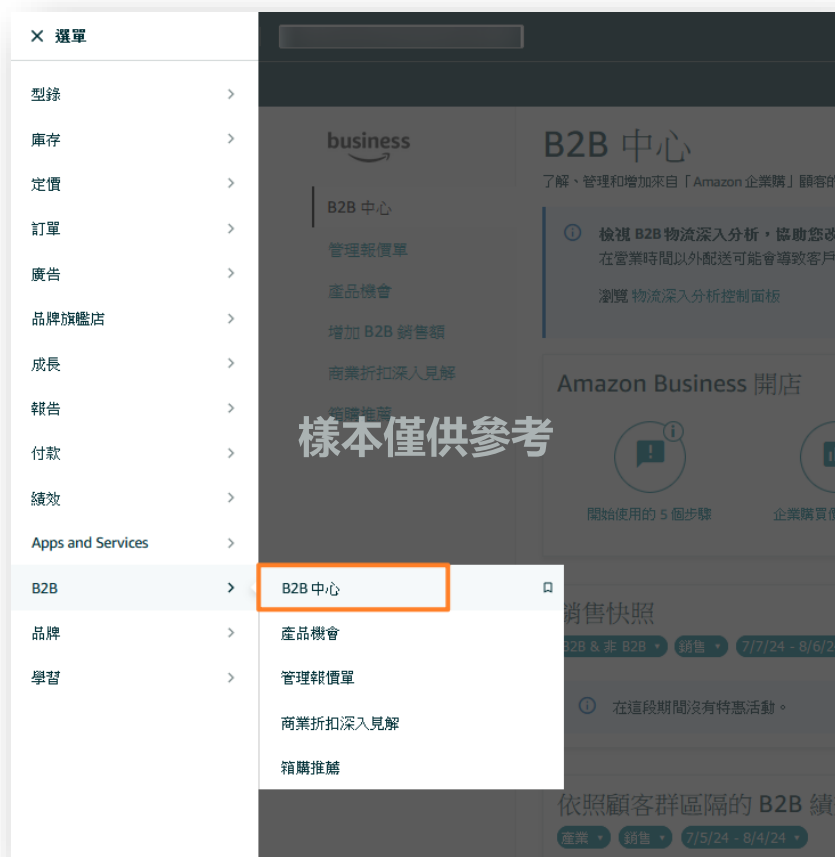 選單
型錄
庫存
定價
訂單
廣告
品牌旗艦店
成長
報告
付款
績效
Apps and Services
B2B
品牌
學習
B2B 中心
產品機會
管理報價單
商業折扣深入見解
箱購推薦
business
B2B 中心
管理報價單
產品機會
增加 B2B 銷售額
商業折扣深入見解
箱購推薦
樣本僅供參考
B2B 中心
了解、管理和增加來自「Amazon 企業購」顧客的
檢視 B2B 物流深入分析，協助您改
在營業時間以外配送可能會導致客戶
瀏覽 物流深入分析控制面板
Amazon Business 開店
開始使用的 5 個步驟
企業購買
銷售快照
B2B & 非 B2B
銷售
7/7/24 - 8/6/2
在這段期間沒有特惠活動。
依照顧客群區隔的 B2B 績
產業
銷售
7/5/24 - 8/4/24